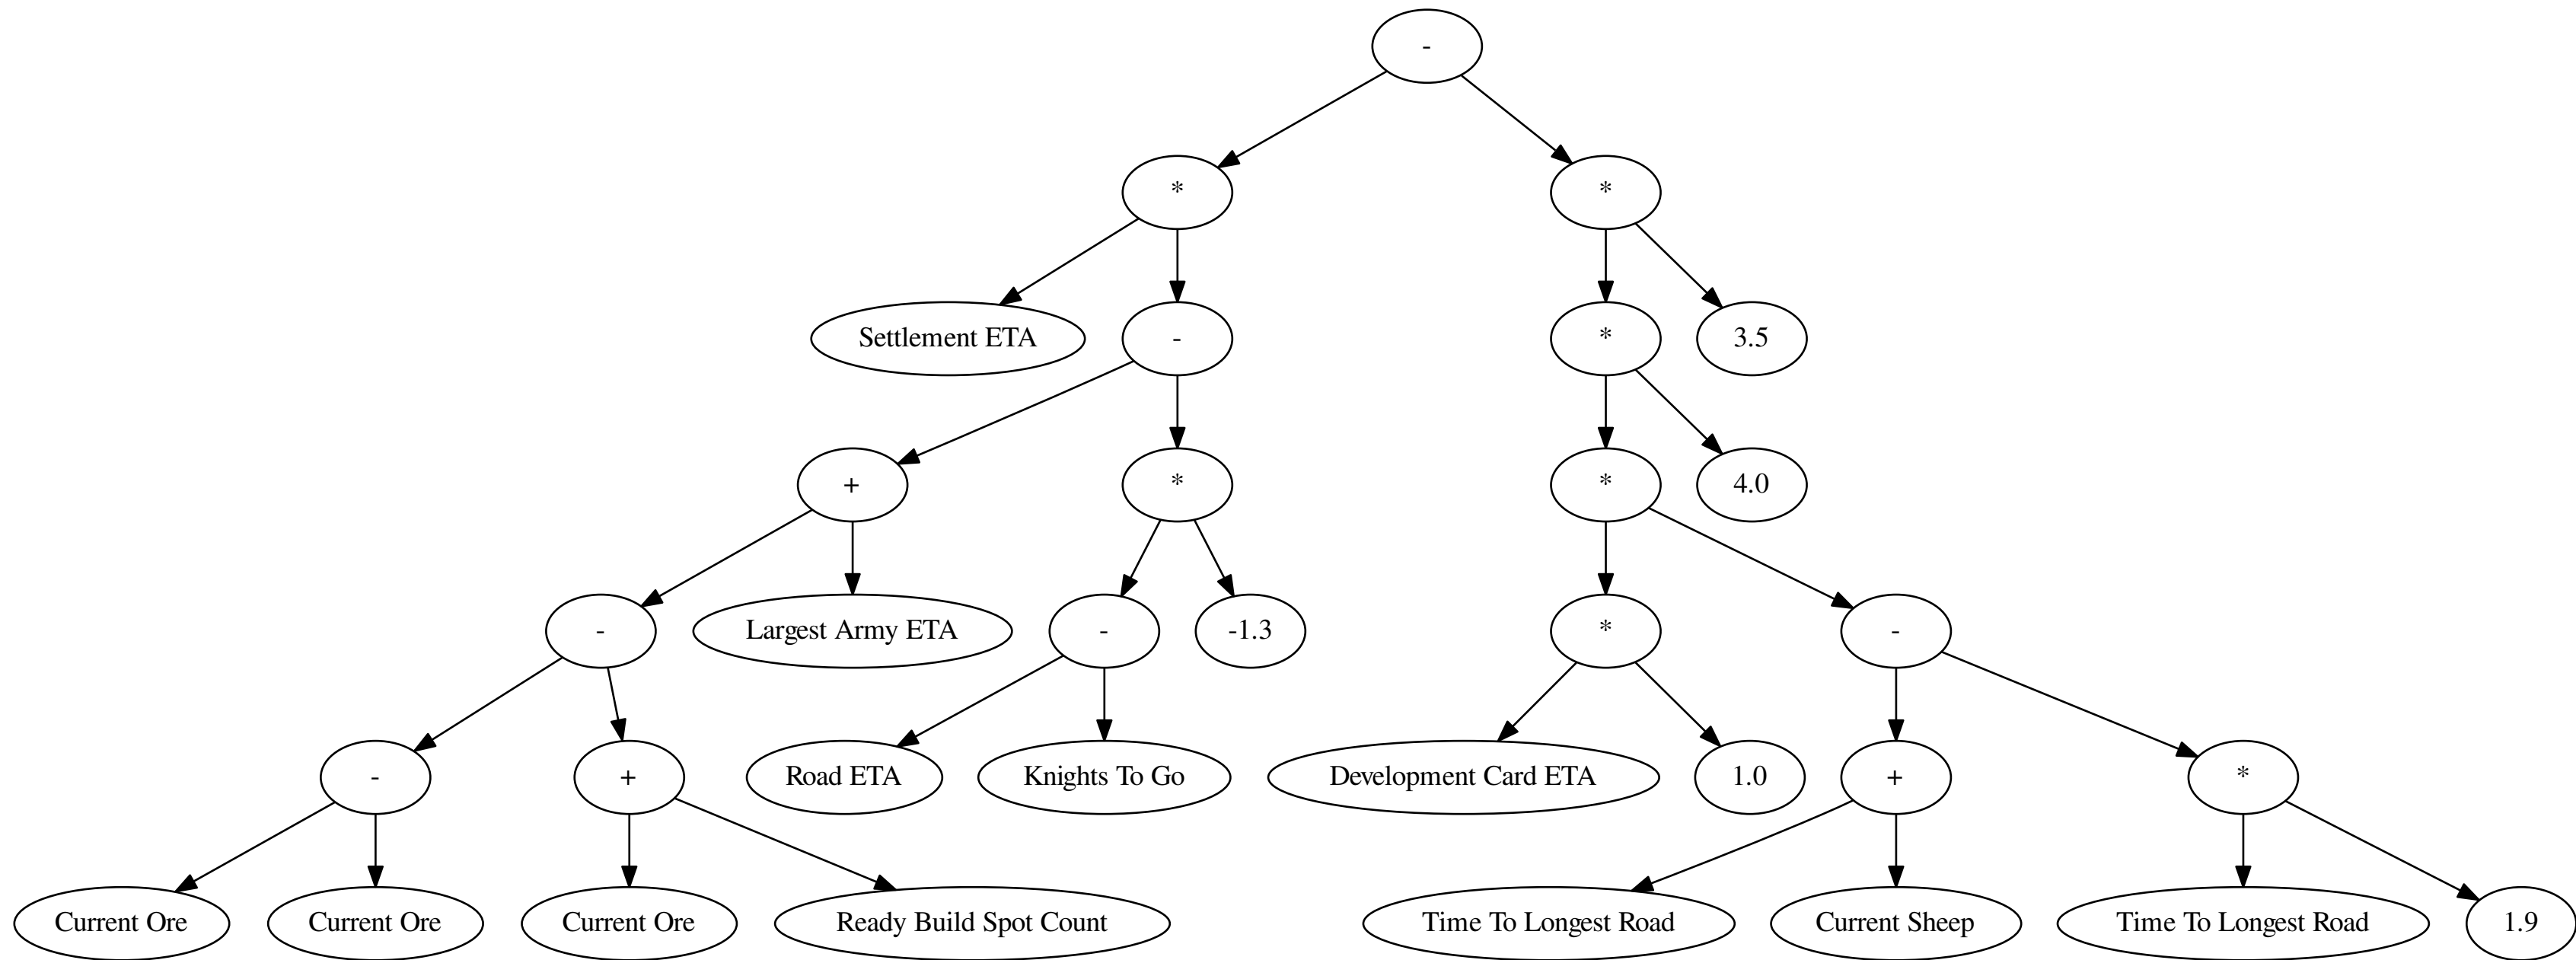 -
*
*
Settlement ETA
-
*
3.5
+
*
*
4.0
-
Largest Army ETA
-
-1.3
*
-
-
+
Road ETA
Knights To Go
Development Card ETA
1.0
+
*
Current Ore
Current Ore
Current Ore
Ready Build Spot Count
Time To Longest Road
Current Sheep
Time To Longest Road
1.9